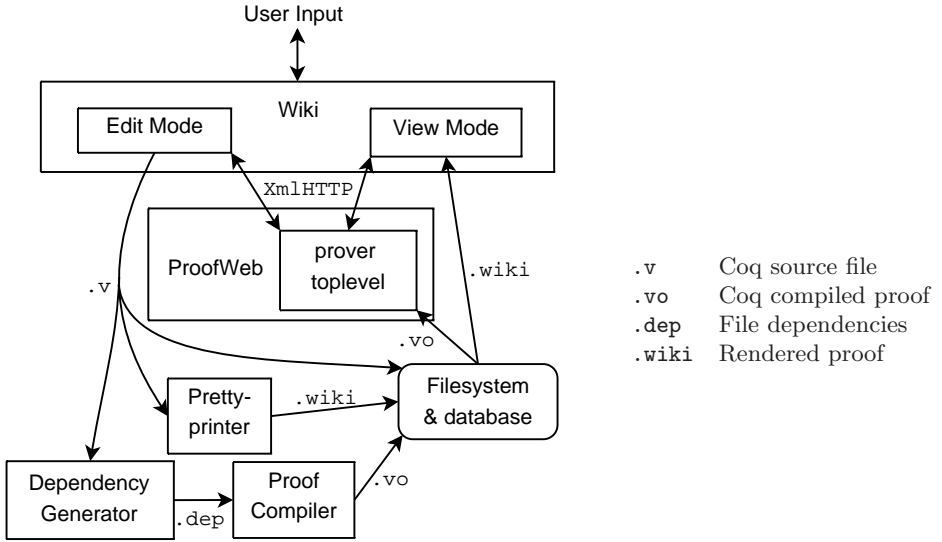 User Input
Wiki
Edit Mode
View Mode
XmlHTTP
ProofWeb
prover
toplevel
.v
.wiki
.vo
Filesystem
& database
Pretty-
printer
.wiki
Dependency
Generator
.dep
Proof
Compiler
.vo
.v Coq source file
.vo Coq compiled proof
.dep File dependencies
.wiki Rendered proof